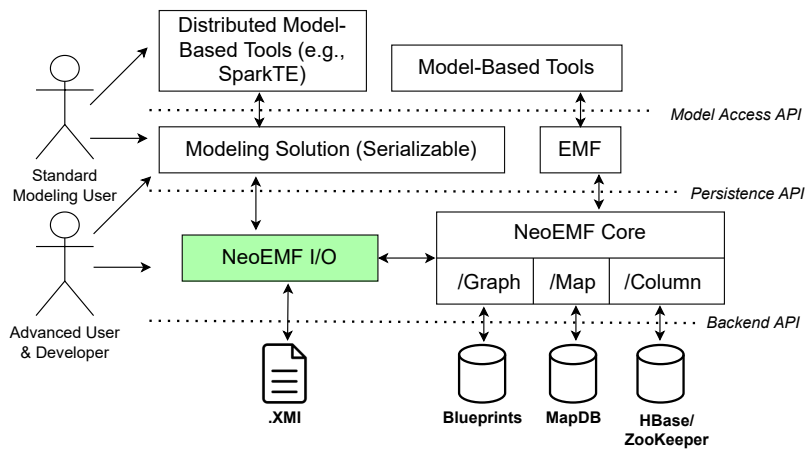 Distributed Model-
Based Tools (e.g.,
SparkTE)
Model-Based Tools
Model Access API
Modeling Solution (Serializable)
EMF
Standard
Modeling User
Persistence API
NeoEMF Core
NeoEMF I/O
/Graph
/Map
/Column
Advanced User
& Developer
Backend API
.XMI
Blueprints
MapDB
HBase/
ZooKeeper